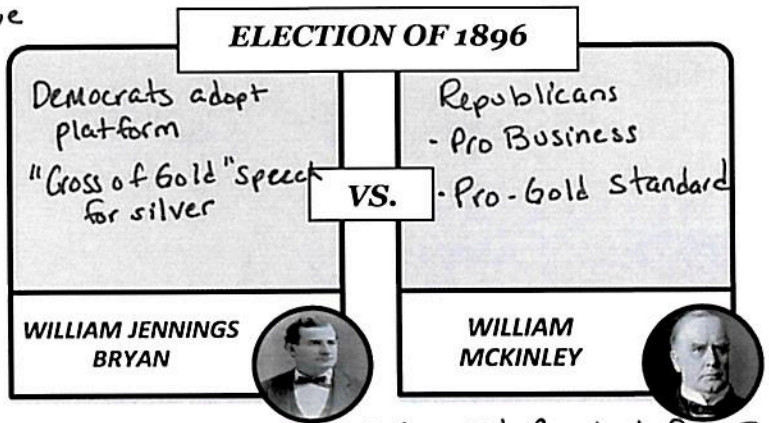 ELECTION OF 1896
Democrats adopt
platform
"Cross of Gold" speech
for silver
VS.
Republicans
- Pro Business
- Pro-Gold Standard
WILLIAM JENNINGS
BRYAN
WILLIAM
MCKINLEY